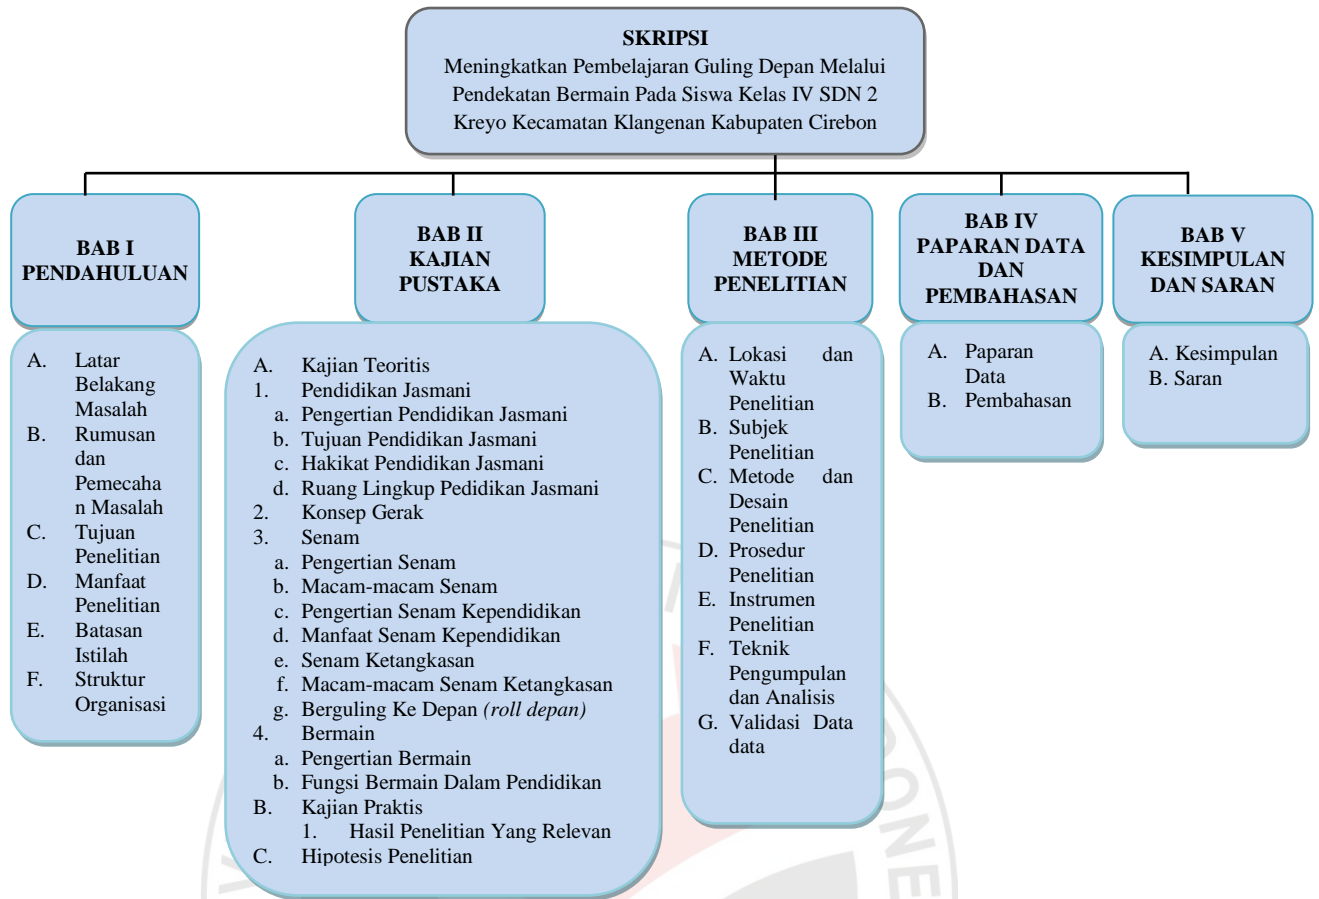 SKRIPSI
Meningkatkan Pembelajaran Guling Depan Melalui
Pendekatan Bermain Pada Siswa Kelas IV SDN 2
Kreyo Kecamatan Klangenan Kabupaten Cirebon
BAB I
PENDAHULUAN
A. Latar
Belakang
Masalah
B. Rumusan
dan
Pemecaha
n Masalah
C. Tujuan
Penelitian
D. Manfaat
Penelitian
E. Batasan
Istilah
F. Struktur
Organisasi
BAB II
KAJIAN
PUSTAKA
A. Kajian Teoritis
1. Pendidikan Jasmani
a. Pengertian Pendidikan Jasmani
b. Tujuan Pendidikan Jasmani
c. Hakikat Pendidikan Jasmani
d. Ruang Lingkup Pedidikan Jasmani
2. Konsep Gerak
3. Senam
a. Pengertian Senam
b. Macam-macam Senam
c. Pengertian Senam Kependidikan
d. Manfaat Senam Kependidikan
e. Senam Ketangkasan
f. Macam-macam Senam Ketangkasan
g. Berguling Ke Depan (roll depan)
4. Bermain
a. Pengertian Bermain
b. Fungsi Bermain Dalam Pendidikan
B. Kajian Praktis
1. Hasil Penelitian Yang Relevan
C. Hipotesis Penelitian
BAB III
METODE
PENELITIAN
A. Lokasi dan
Waktu
Penelitian
B. Subjek
Penelitian
C. Metode dan
Desain
Penelitian
D. Prosedur
Penelitian
E. Instrumen
Penelitian
F. Teknik
Pengumpulan
dan Analisis
G. Validasi Data
data
BAB IV
PAPARAN DATA
DAN
PEMBAHASAN
A. Paparan
Data
B. Pembahasan
BAB V
KESIMPULAN
DAN SARAN
A. Kesimpulan
B. Saran